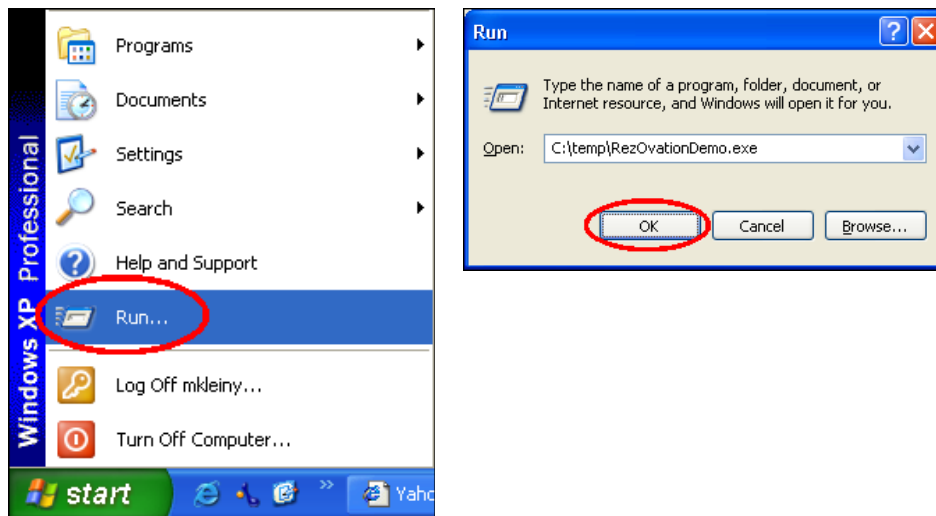 Programs
Documents
Settings
Search
Help and Support
Run...
Log Off mkleiny...
Turn Off Computer...
Windows XP Professional
start
Yaho
Run
Type the name of a program, folder, document, or
Internet resource, and Windows will open it for you.
Open: C:\temp\RezOvationDemo.exe
OK Cancel Browse...